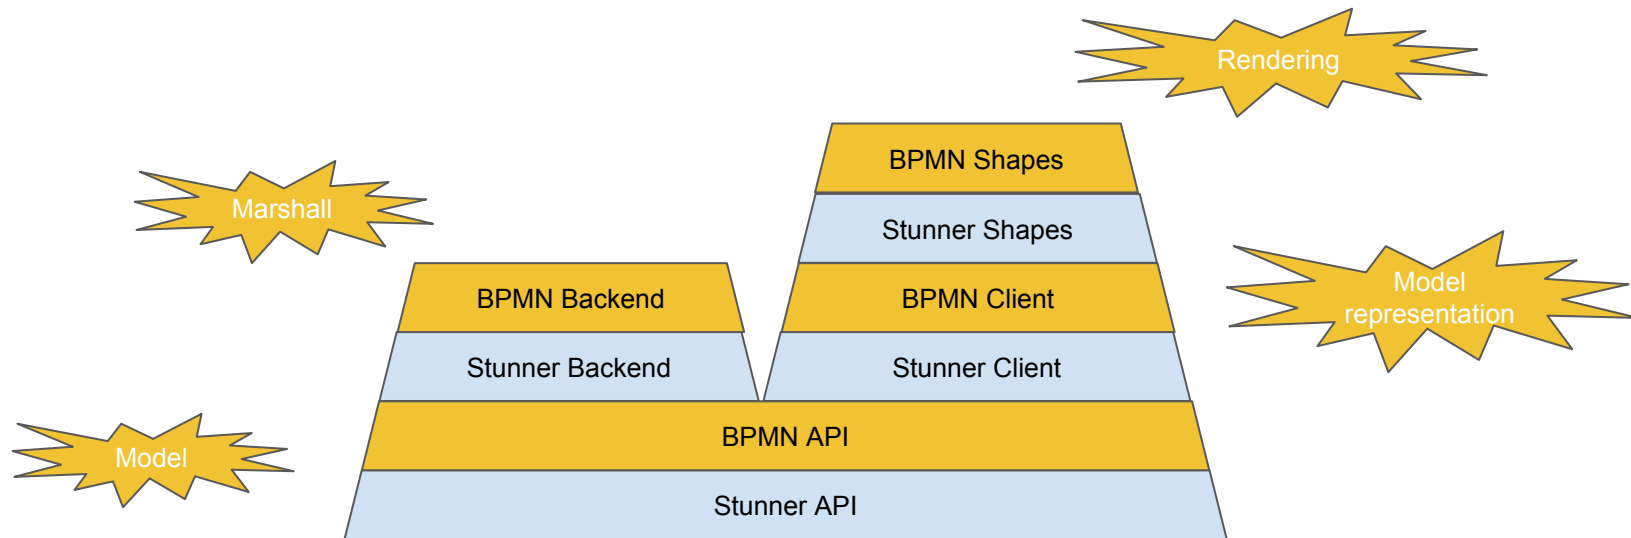 Rendering
BPMN Shapes
Marshall
Stunner Shapes
BPMN Backend
BPMN Client
Model
representation
Stunner Backend
Stunner Client
BPMN API
Model
Stunner API